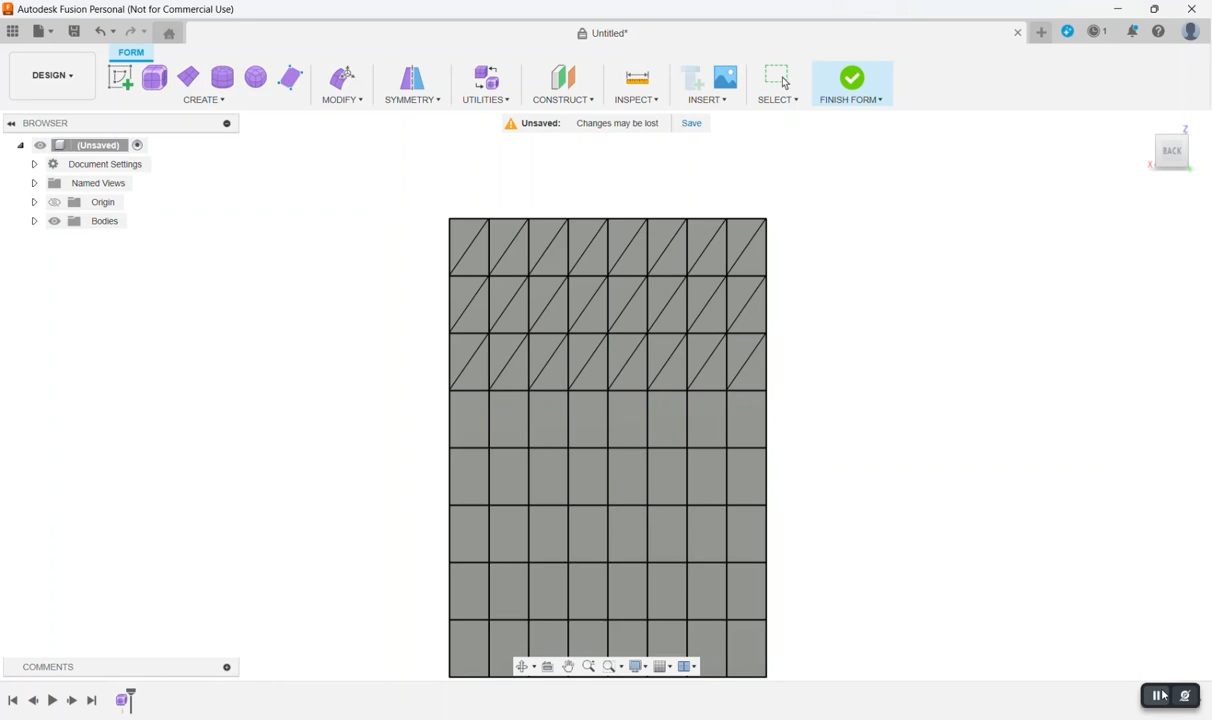 Autodesk Fusion Personal (Not for Commercial Use)
Untitled*
1
FORM
DESIGN
CREATE
MODIFY
SYMMETRY
UTILITIES
CONSTRUCT
INSPECT
INSERT
SELECT
FINISH FORM
BROWSER
Unsaved: Changes may be lost Save
(Unsaved)
Document Settings
Named Views
Origin
Bodies
Z
BACK
X
COMMENTS